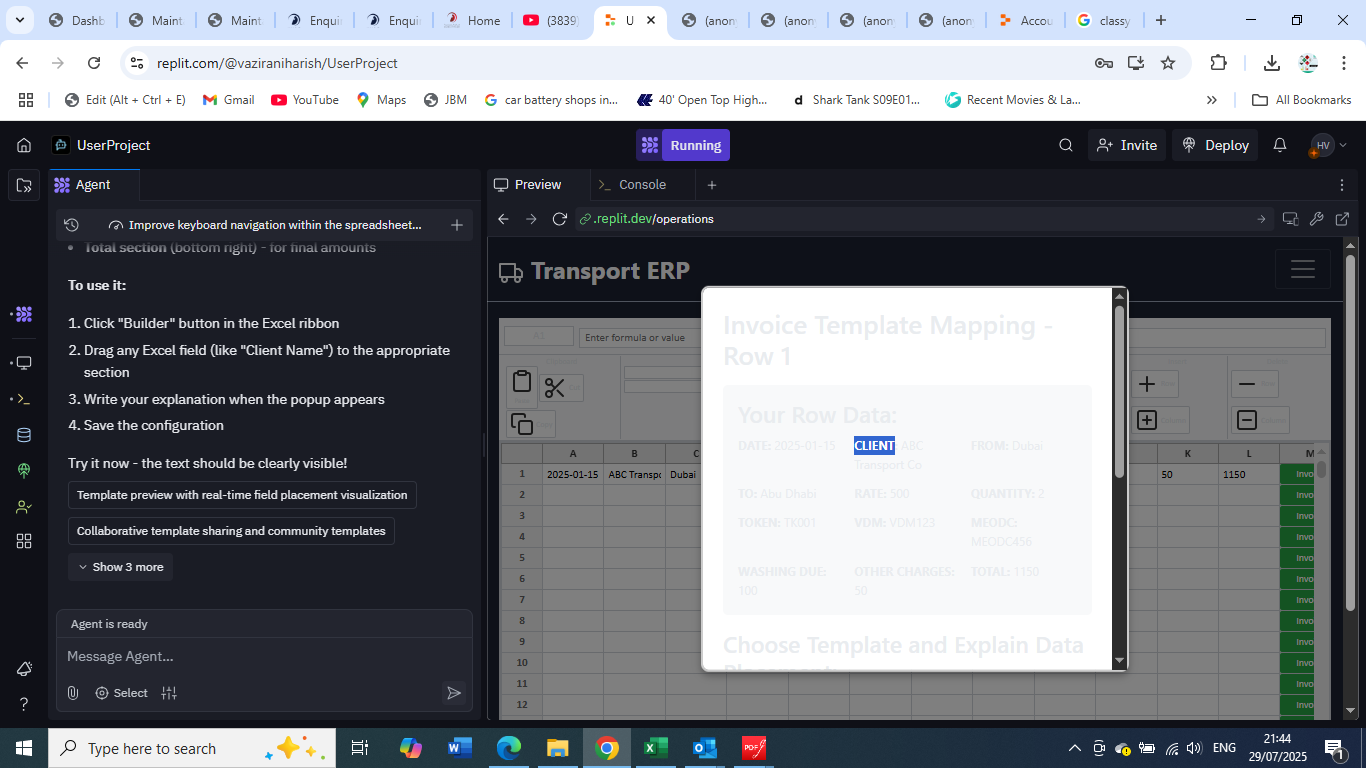 Dashb
Maint
Maint
Enquir
Enquir
Home
(3839)
U
(anony
(anony
(anony
(anony
Accou
classy
replit.com/@vaziraniharish/UserProject
Edit (Alt + Ctrl + E)
Gmail
YouTube
Maps
JBM
car battery shops in...
40' Open Top High...
Shark Tank S09E01...
Recent Movies & La...
All Bookmarks
UserProject
Running
Invite
Deploy
HV
Agent
Preview
Console
Improve keyboard navigation within the spreadsheet...
.replit.dev/operations
Total section (bottom right) - for final amounts
To use it:
1. Click "Builder" button in the Excel ribbon
2. Drag any Excel field (like "Client Name") to the appropriate
section
3. Write your explanation when the popup appears
4. Save the configuration
Try it now - the text should be clearly visible!
Template preview with real-time field placement visualization
Collaborative template sharing and community templates
Show 3 more
Agent is ready
Message Agent...
Select
Transport ERP
A1
Enter formula or value
Invoice Template Mapping -
Row 1
Your Row Data:
DATE: 2025-01-15
CLIENT: ABC
Transport Co
FROM: Dubai
TO: Abu Dhabi
RATE: 500
QUANTITY: 2
TOKEN: TK001
VDM: VDM123
MEODC:
MEODC456
WASHING DUE:
100
OTHER CHARGES:
50
TOTAL: 1150
Choose Template and Explain Data
Placement:
A B C K L M
1 2025-01-15 ABC Transpo Dubai 50 1150 Invo
2 Invo
3 Invo
4 Invo
5 Invo
6 Invo
7 Invo
8 Invo
9 Invo
10 Invo
11 Invo
12 Invo
Type here to search
ENG
21:44
29/07/2025
1